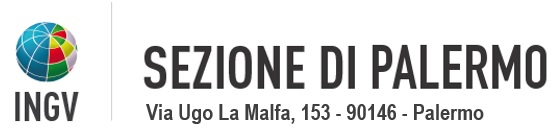 INGV
SEZIONE DI PALERMO
Via Ugo La Malfa, 153 - 90146 - Palermo